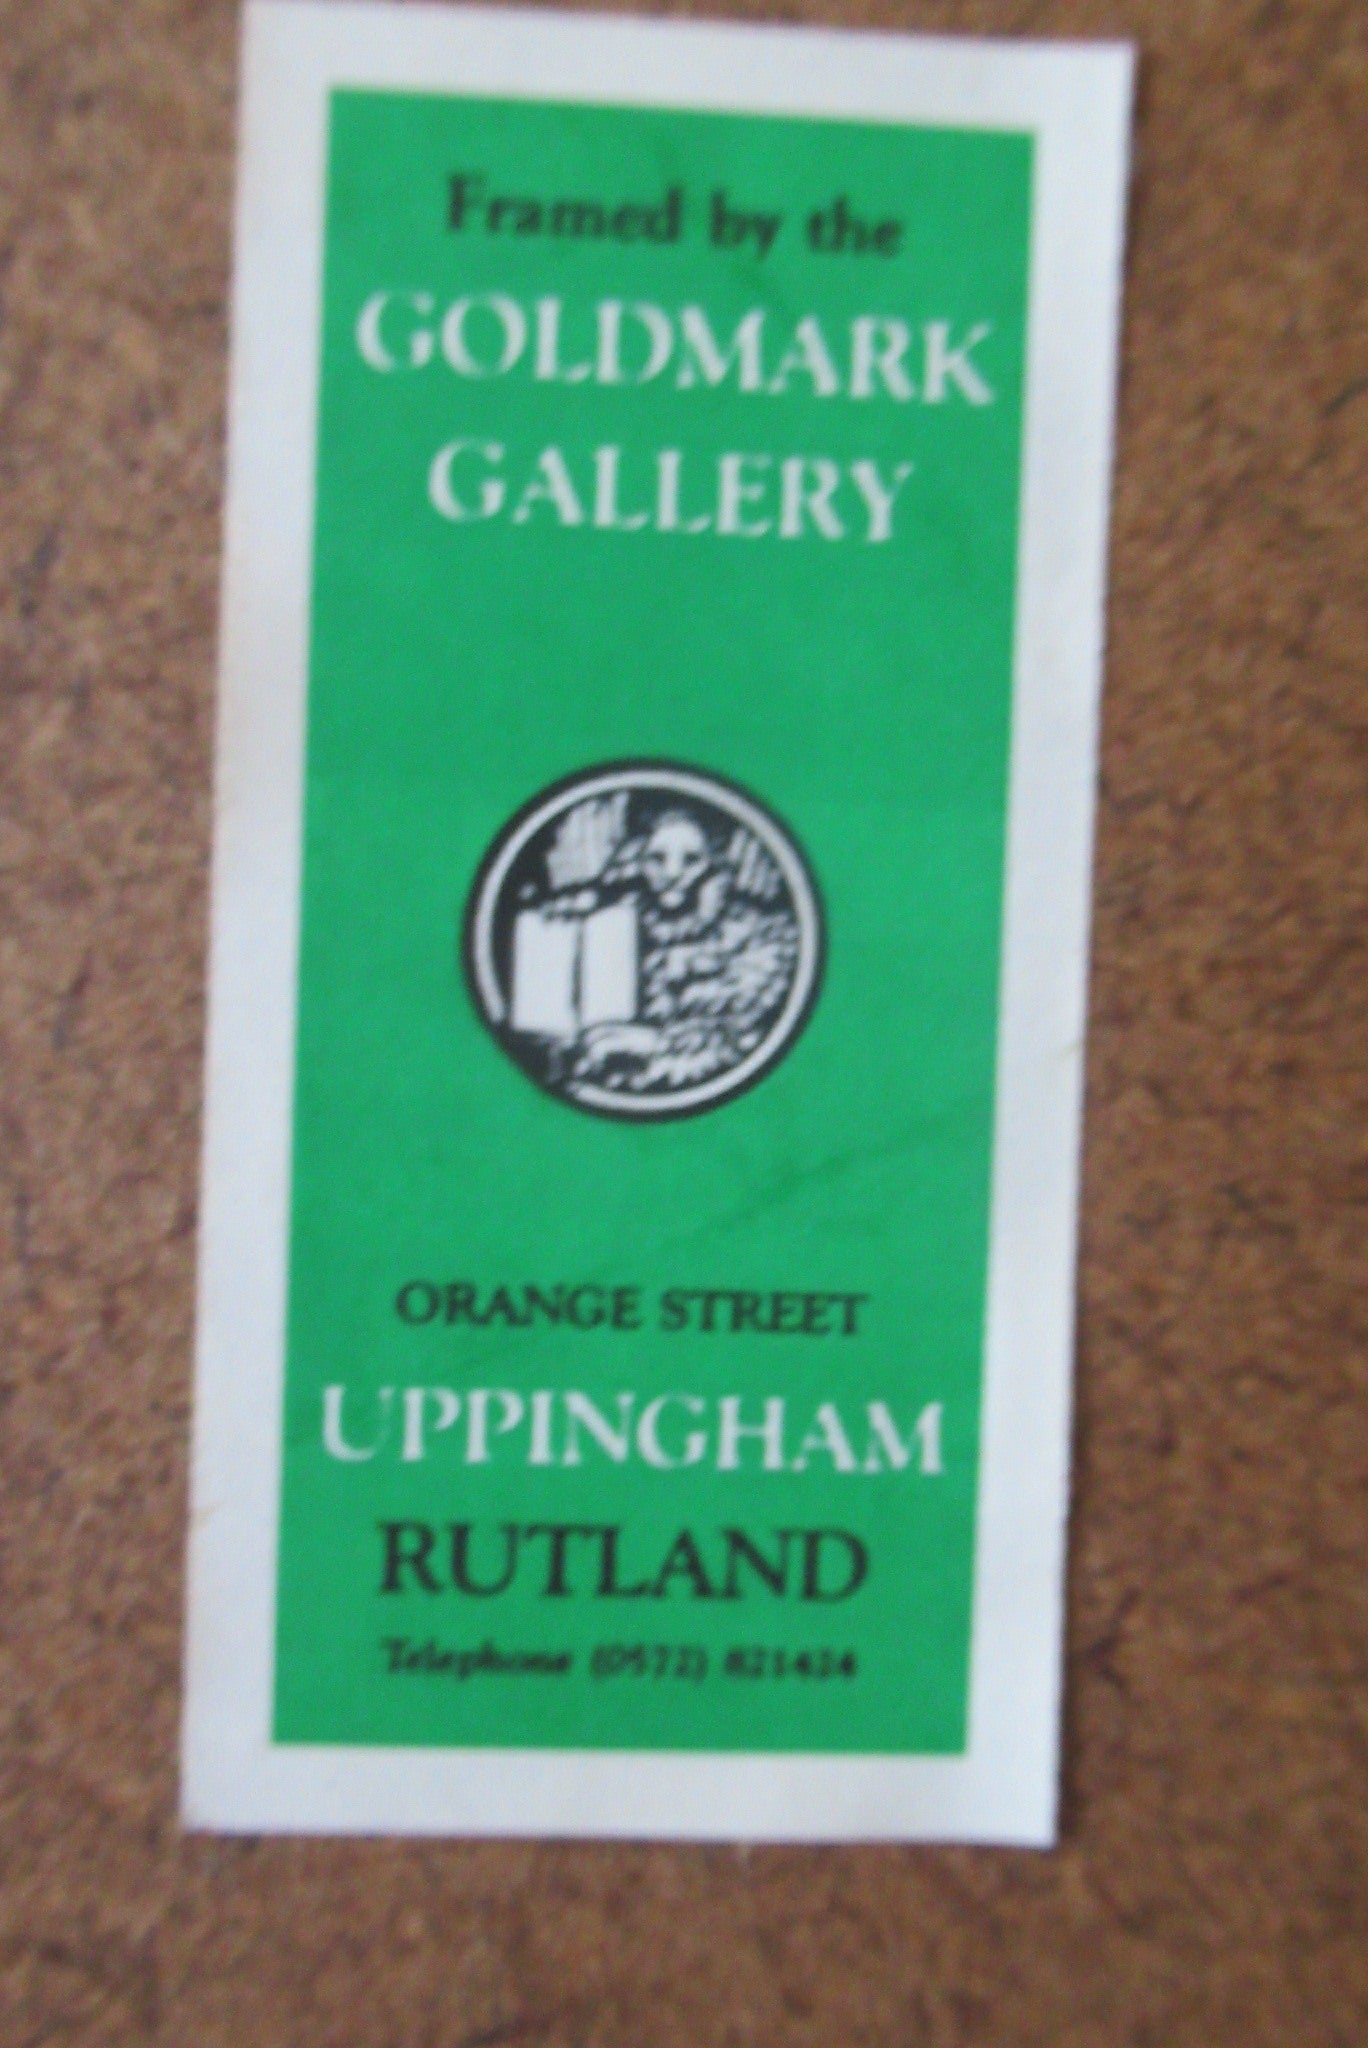 Framed by the
GOLDMARK
GALLERY
ORANGE STREET
UPPINGHAM
RUTLAND
Telephone (0572) 821424